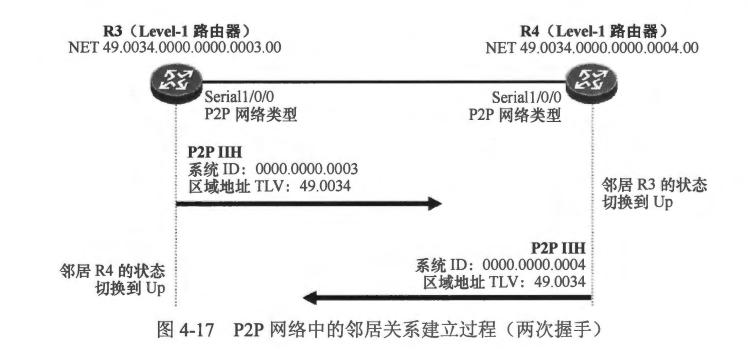 R3（Level-1 路由器）
NET 49.0034.0000.0000.0003.00
R4（Level-1 路由器）
NET 49.0034.0000.0000.0004.00
Serial1/0/0
P2P 网络类型
Serial1/0/0
P2P 网络类型
P2P IIH
系统 ID：0000.0000.0003
区域地址 TLV：49.0034
邻居 R3 的状态
切换到 Up
P2P IIH
系统 ID：0000.0000.0004
区域地址 TLV：49.0034
邻居 R4 的状态
切换到 Up
图 4-17 P2P 网络中的邻居关系建立过程（两次握手）